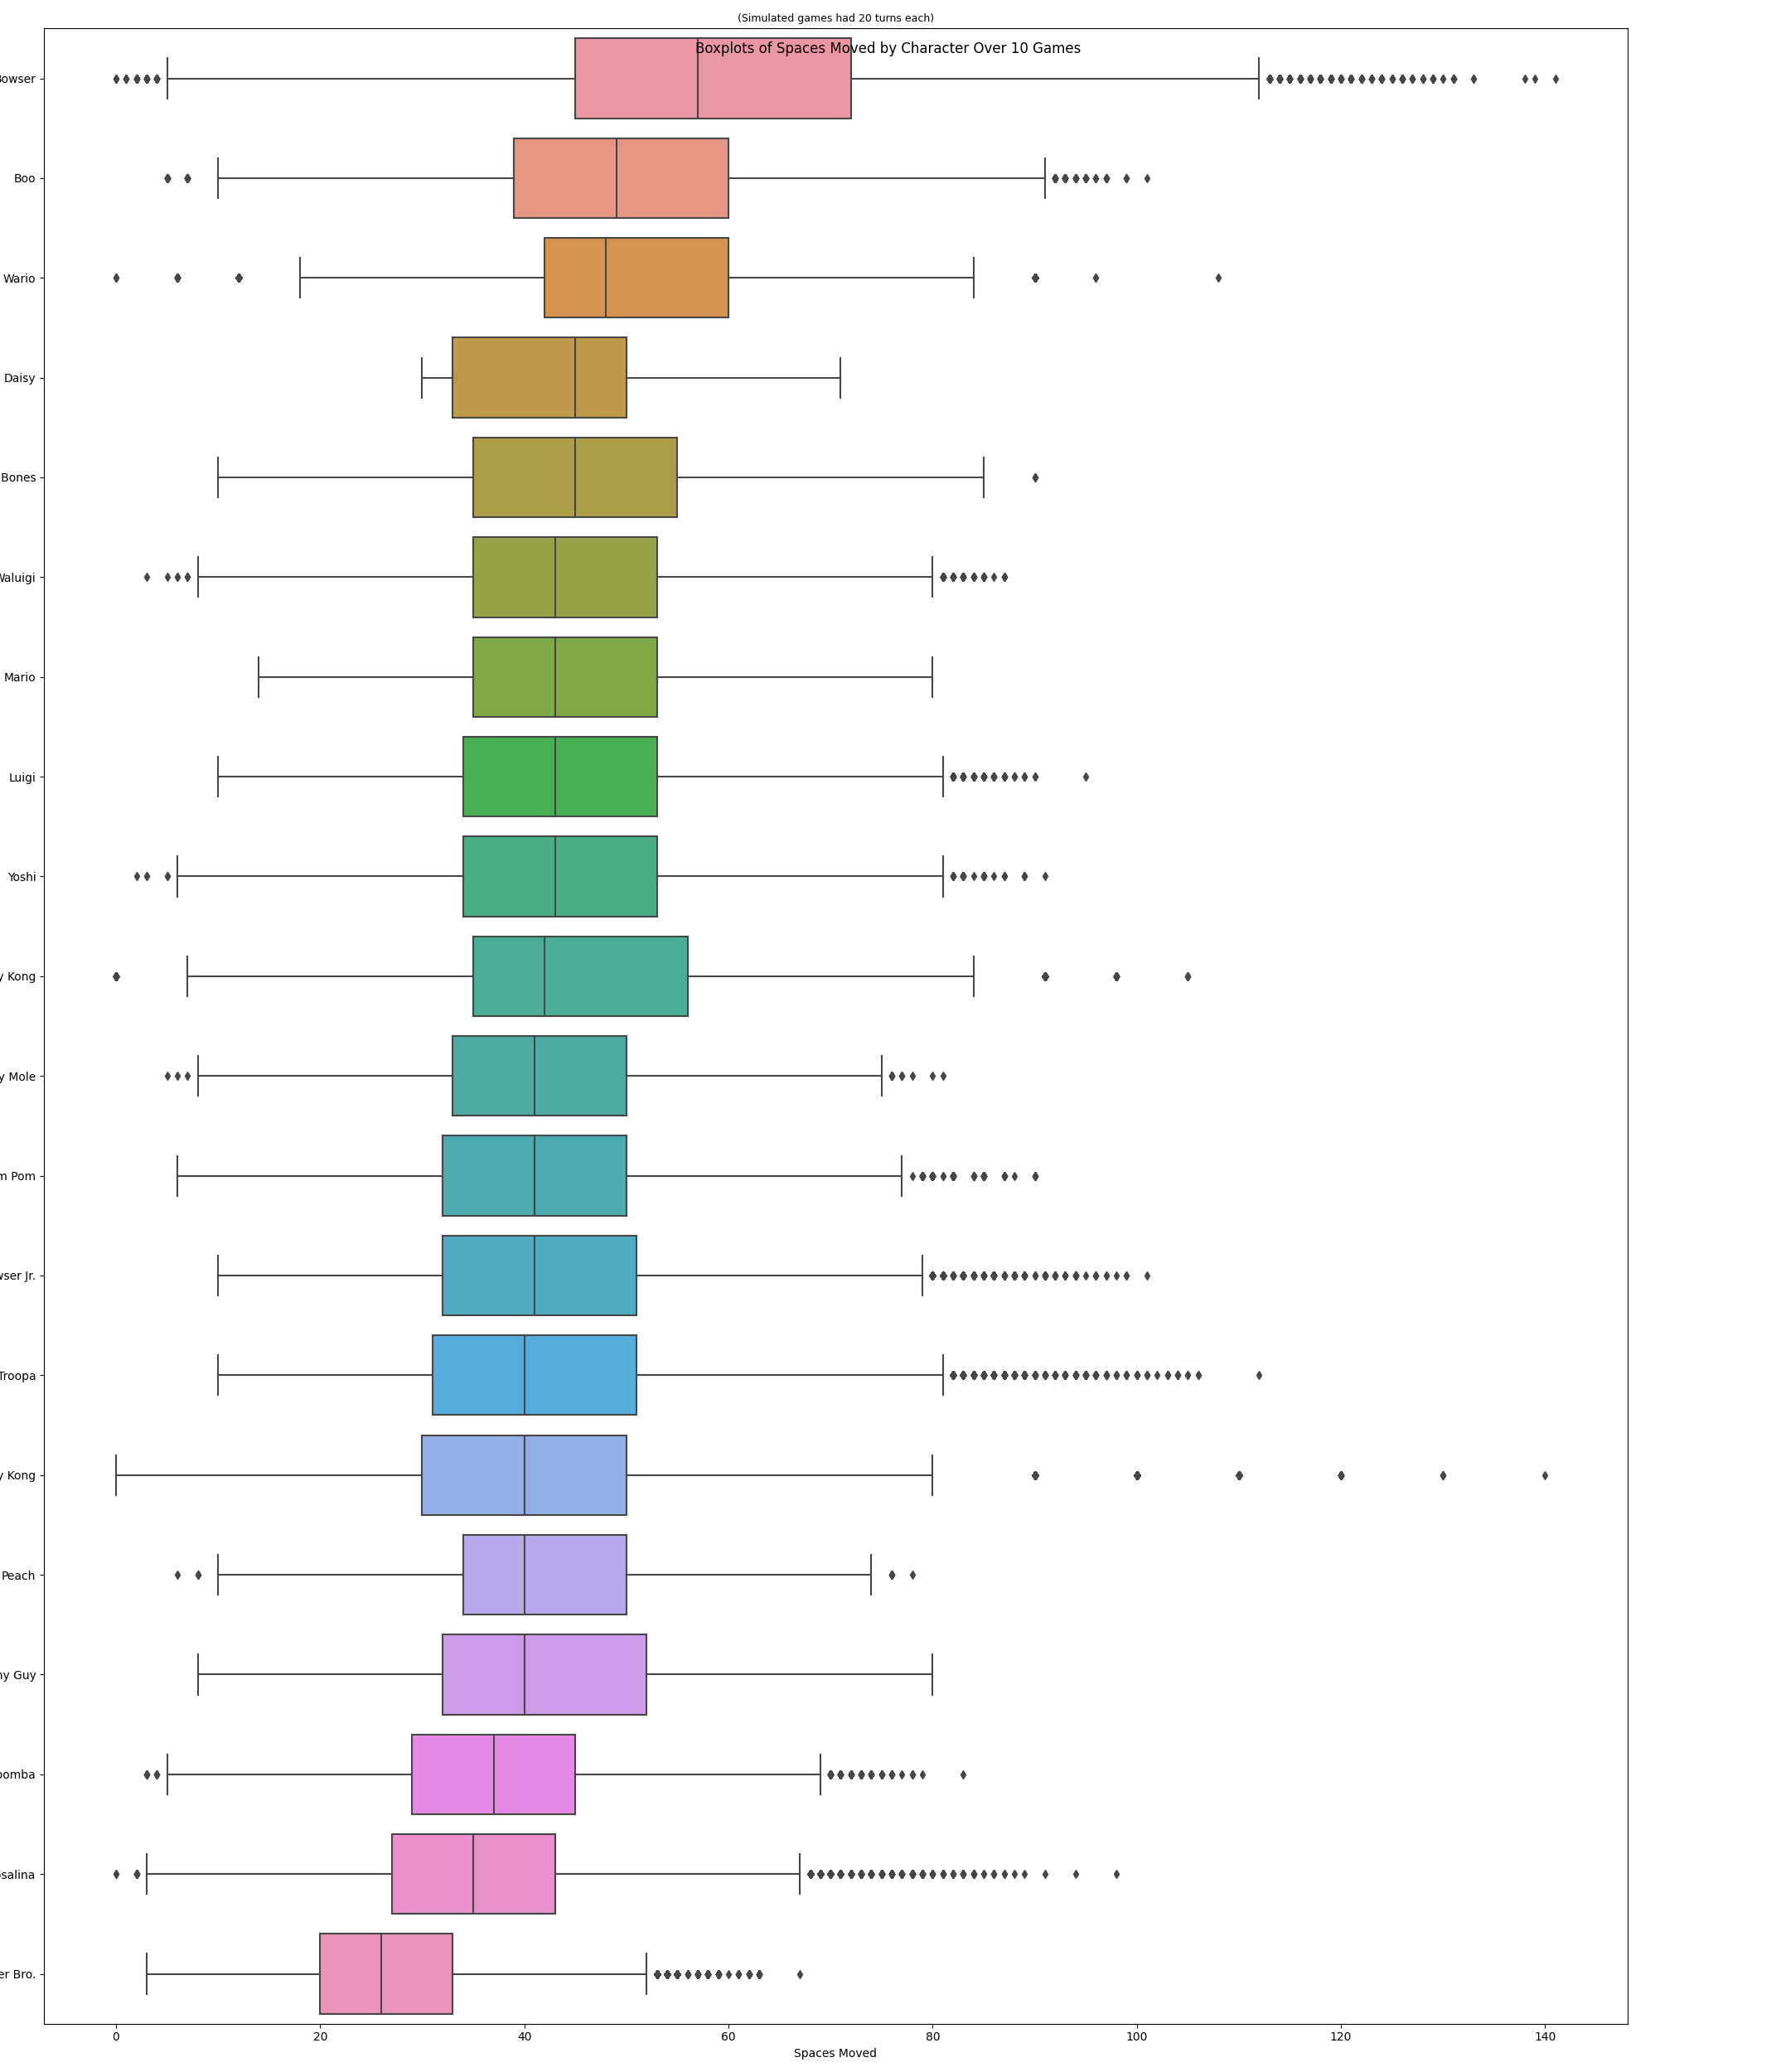 (Simulated games had 20 turns each)
Boxplots of Spaces Moved by Character Over 10 Games
Bowser
Boo
Wario
Daisy
Bones
Waluigi
Mario
Luigi
Yoshi
y Kong
y Mole
m Pom
wser Jr.
Troopa
y Kong
Peach
hy Guy
oomba
osalina
er Bro.
0 20 40 60 80 100 120 140
Spaces Moved